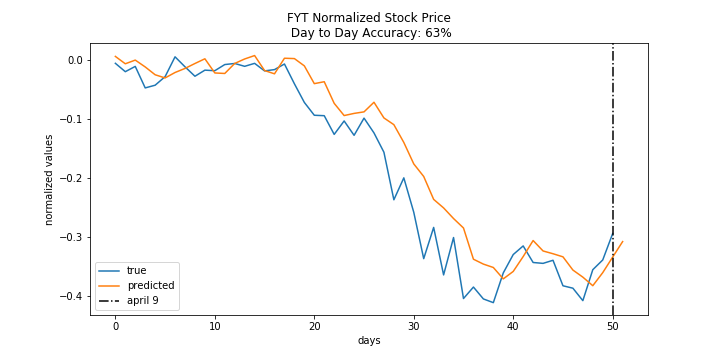 FYT Normalized Stock Price
Day to Day Accuracy: 63%
normalized values
0.0
−0.1
−0.2
−0.3
−0.4
true
predicted
april 9
0 10 20 30 40 50
days